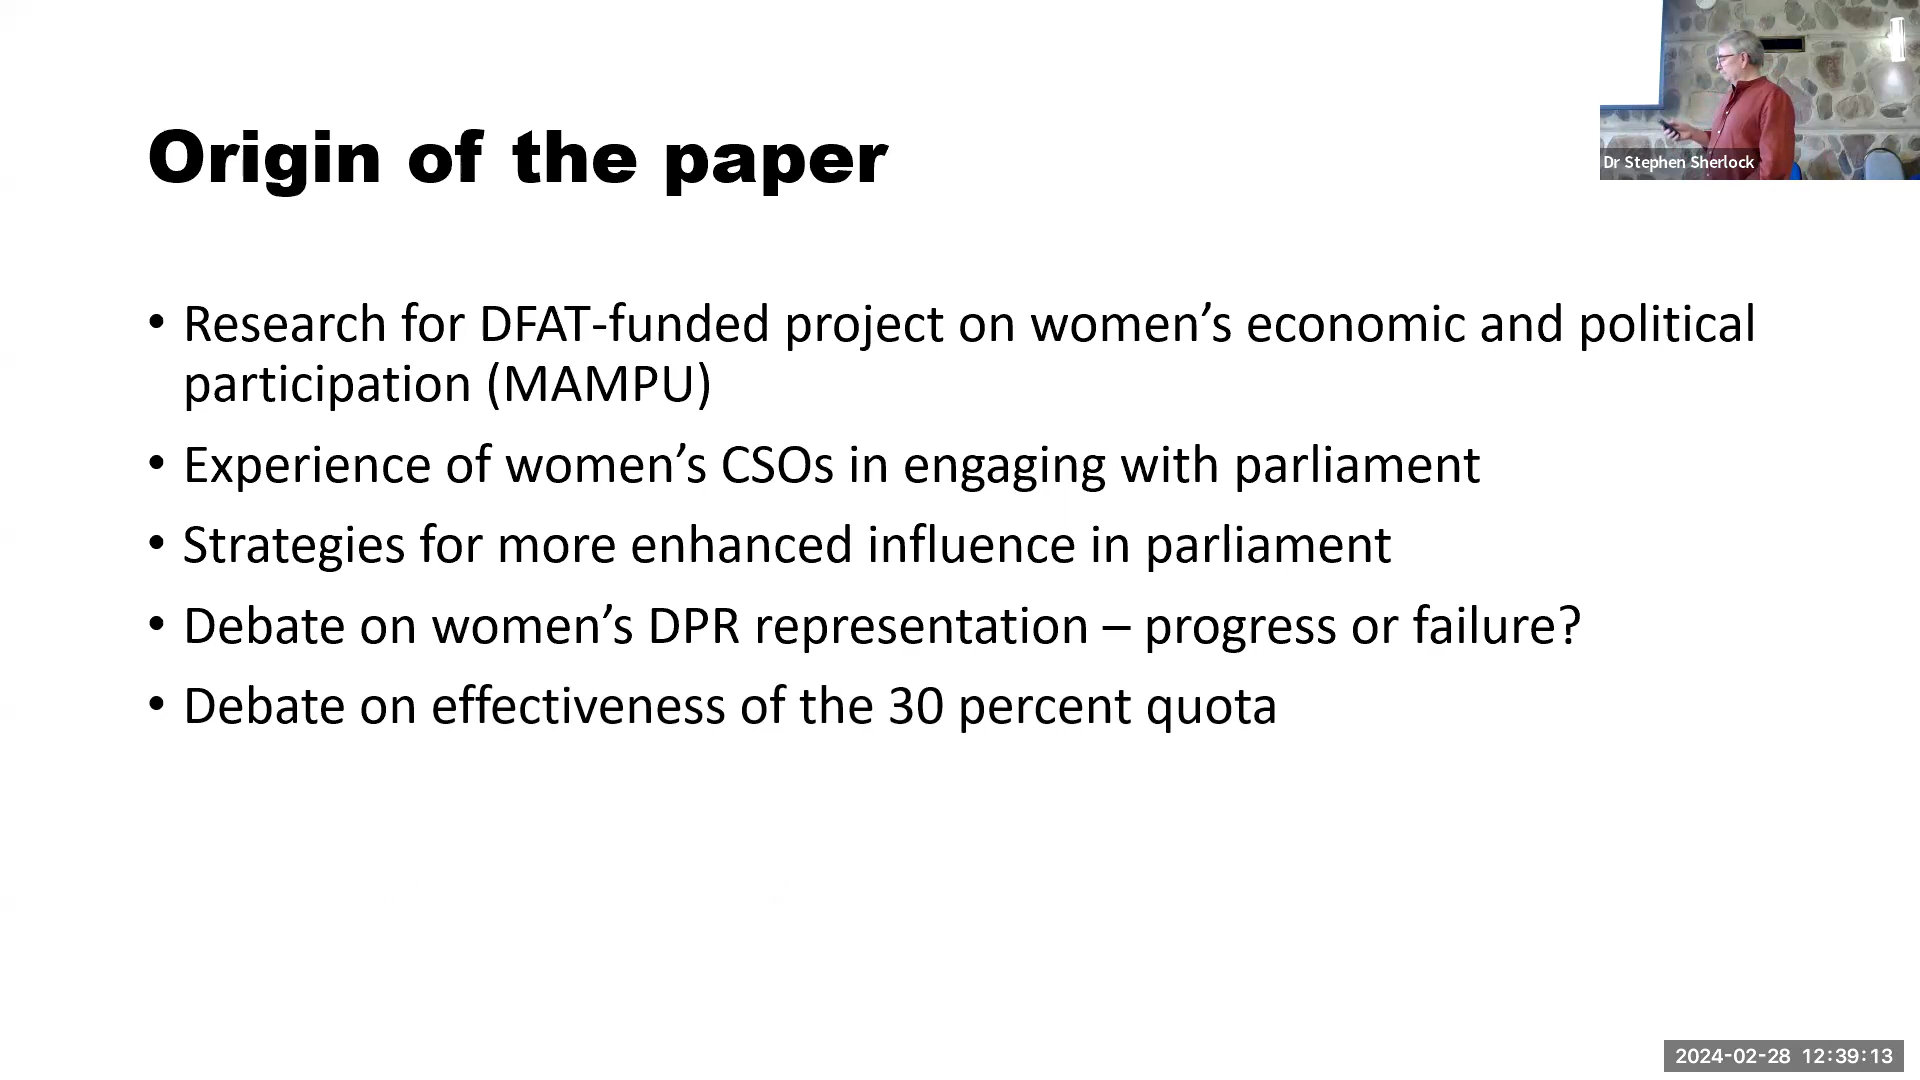 Origin of the paper
• Research for DFAT-funded project on women’s economic and political
participation (MAMPU)
• Experience of women’s CSOs in engaging with parliament
• Strategies for more enhanced influence in parliament
• Debate on women’s DPR representation – progress or failure?
• Debate on effectiveness of the 30 percent quota
Dr Stephen Sherlock
2024-02-28 12:39:13